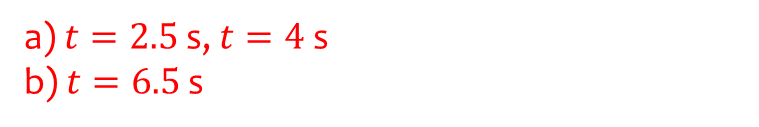 a) t = 2.5 s, t = 4 s
b) t = 6.5 s